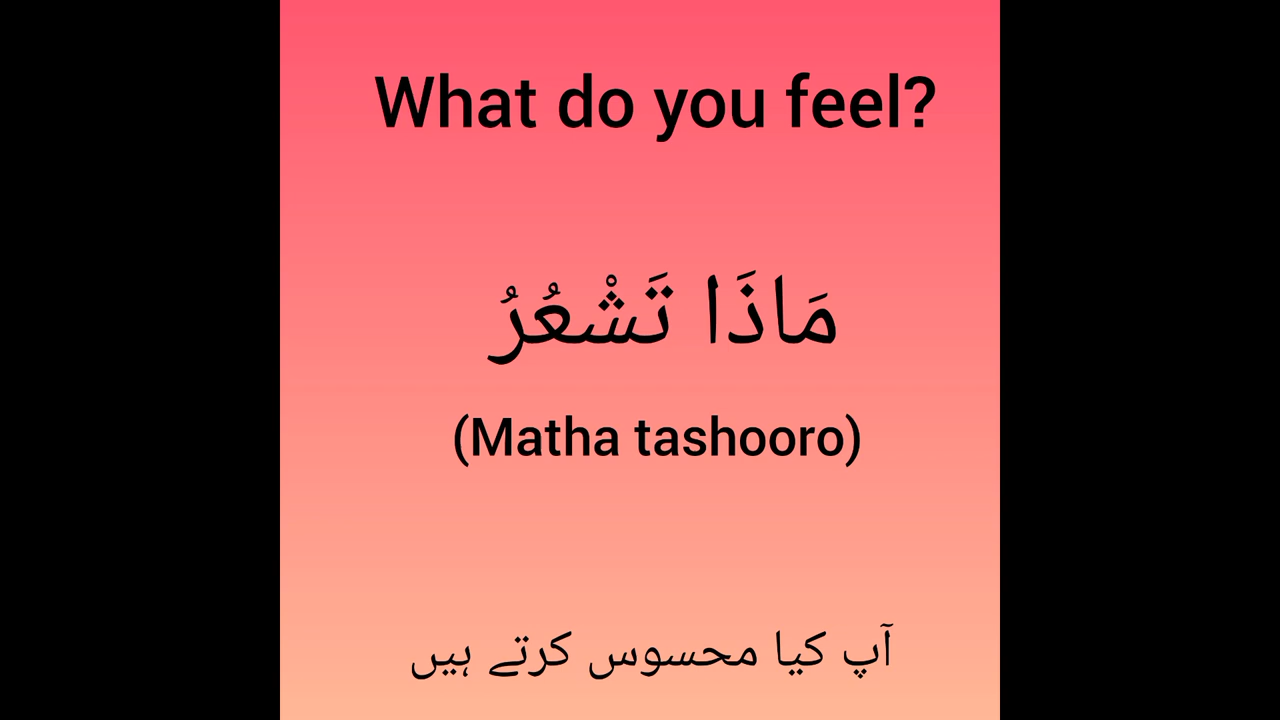 What do you feel?
مَاذَا تَشْعُرُ
(Matha tashooro)
آپ کیا محسوس کرتے ہیں